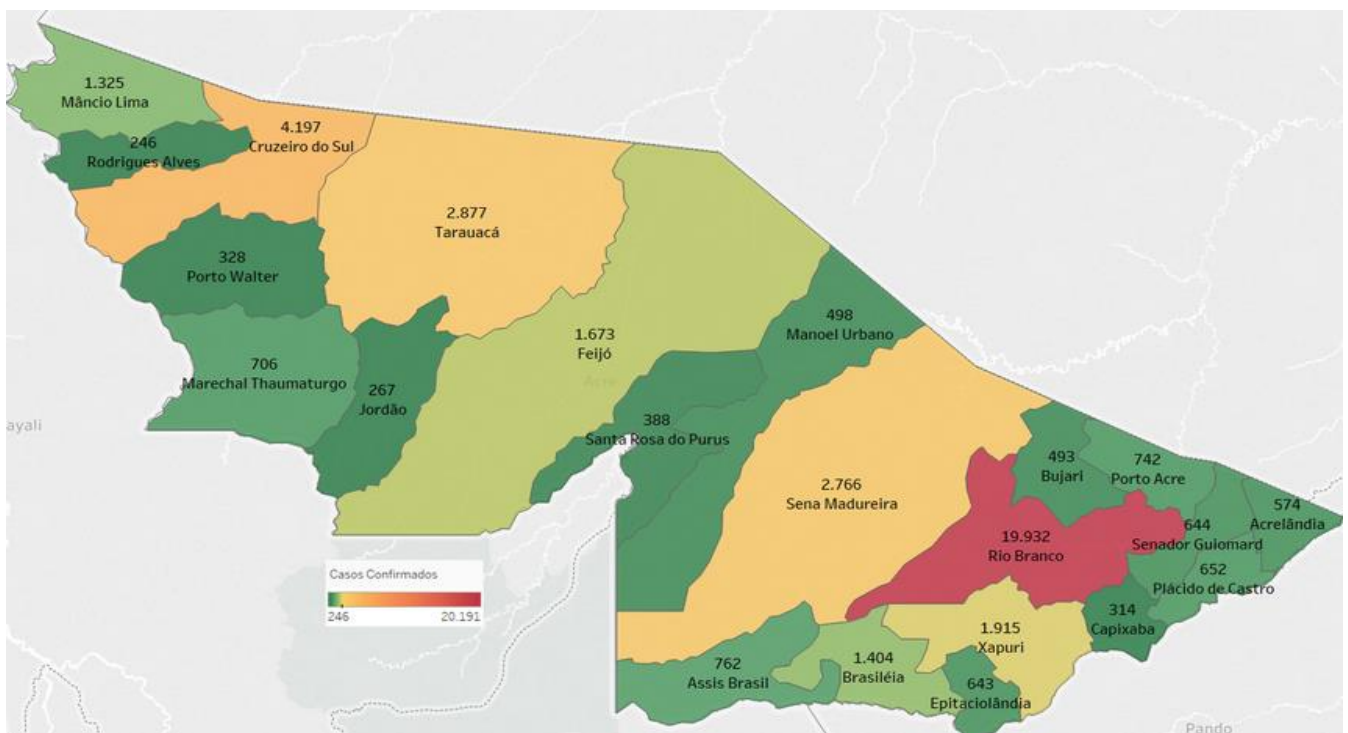 1.325
Mâncio Lima
246
Rodrigues Alves
4.197
Cruzeiro do Sul
2.877
Tarauacá
328
Porto Walter
706
Marechal Thaumaturgo
267
Jordão
1.673
Feijó
Acre
498
Manoel Urbano
388
Santa Rosa do Purus
ayali
2.766
Sena Madureira
493
Bujari
742
Porto Acre
574
Acrelândia
644
Senador Guiomard
19.932
Rio Branco
652
Plácido de Castro
314
Capixaba
1.915
Xapuri
1.404
Brasiléia
762
Assis Brasil
643
Epitaciolândia
Casos Confirmados
246
20.191
Pando